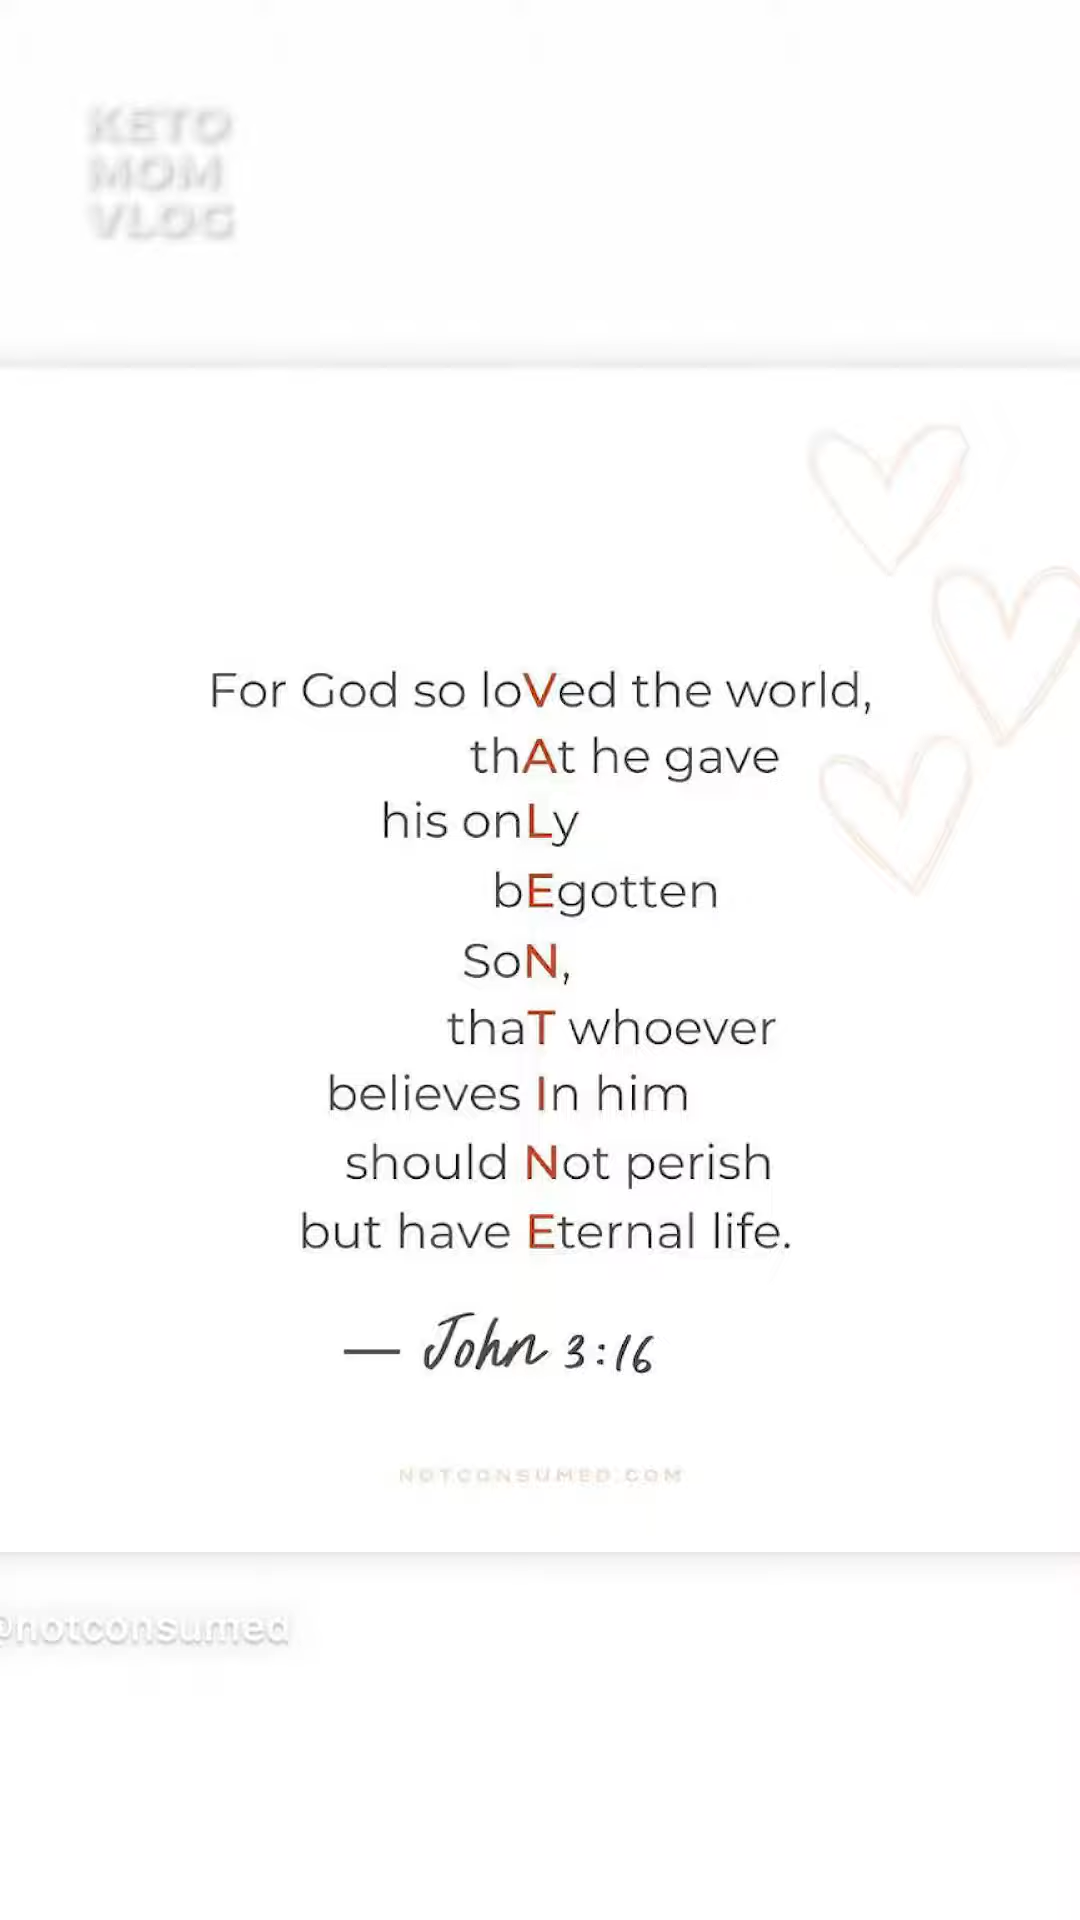 KETO
MOM
VLOG
For God so loVed the world,
thAt he gave
his onLy
bEgotten
SoN,
thaT whoever
believes In him
should Not perish
but have Eternal life.
— John 3:16
NOTCONSUMED.COM
@notconsumed